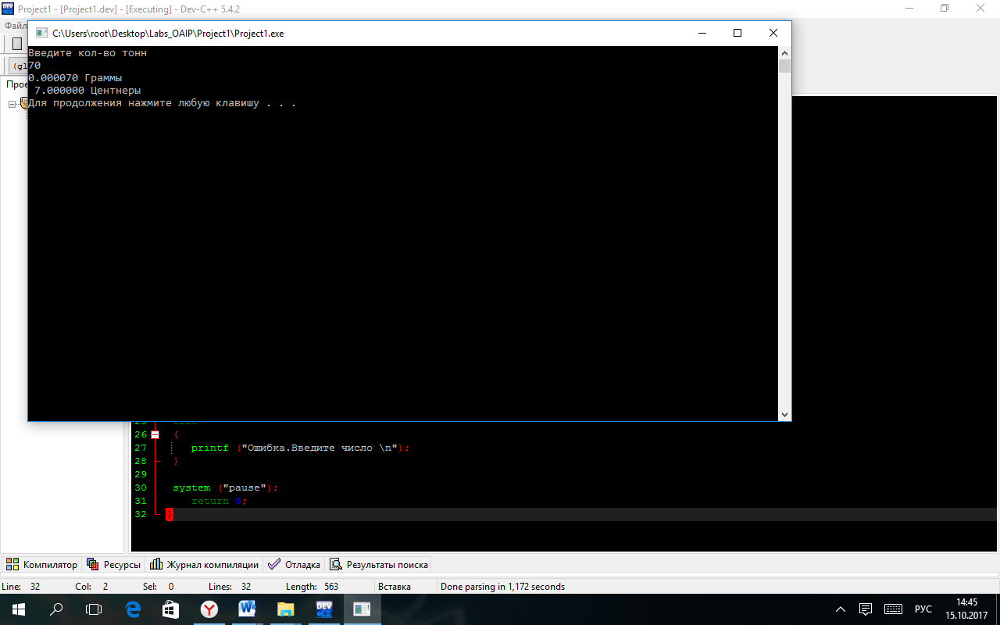 Project1 - [Project1.dev] - [Executing] - Dev-C++ 5.4.2
Файл
C:\Users\root\Desktop\Labs_OAIP\Project1\Project1.exe
(gl
Прое
Введите кол-во тонн
70
0.000070 Граммы
7.000000 Центнеры
Для продолжения нажмите любую клавишу . . .
26 {
27 printf ("Ошибка.Введите число \n");
28 }
29
30 system ("pause");
31 return 0;
32 }
Компилятор Ресурсы Журнал компиляции Отладка Результаты поиска
Line: 32 Col: 2 Sel: 0 Lines: 32 Length: 563 Вставка Done parsing in 1,172 seconds
РУС 14:45
15.10.2017